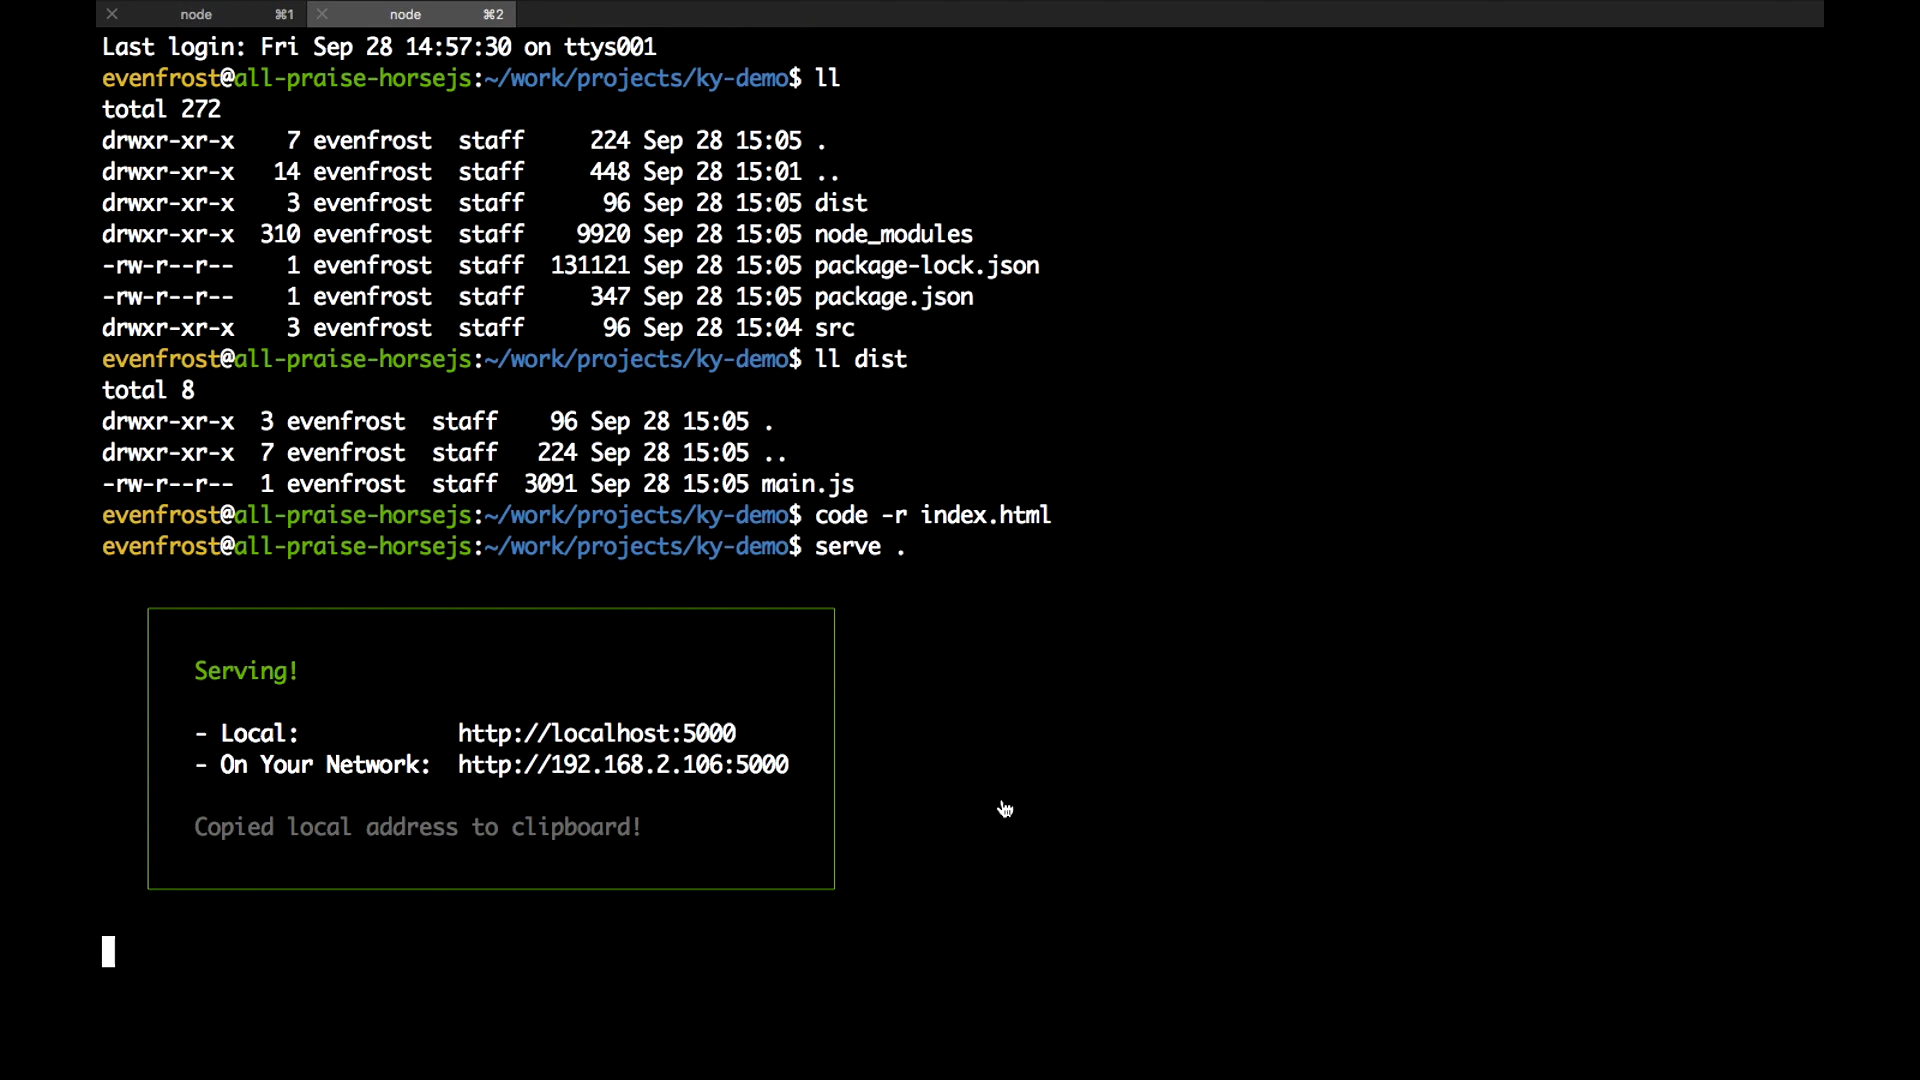 node ⌘1 node ⌘2
Last login: Fri Sep 28 14:57:30 on ttys001
evenfrost@all-praise-horsejs:~/work/projects/ky-demo$ ll
total 272
drwxr-xr-x    7 evenfrost  staff     224 Sep 28 15:05 .
drwxr-xr-x   14 evenfrost  staff     448 Sep 28 15:01 ..
drwxr-xr-x    3 evenfrost  staff      96 Sep 28 15:05 dist
drwxr-xr-x  310 evenfrost  staff    9920 Sep 28 15:05 node_modules
-rw-r--r--    1 evenfrost  staff  131121 Sep 28 15:05 package-lock.json
-rw-r--r--    1 evenfrost  staff     347 Sep 28 15:05 package.json
drwxr-xr-x    3 evenfrost  staff      96 Sep 28 15:04 src
evenfrost@all-praise-horsejs:~/work/projects/ky-demo$ ll dist
total 8
drwxr-xr-x  3 evenfrost  staff    96 Sep 28 15:05 .
drwxr-xr-x  7 evenfrost  staff   224 Sep 28 15:05 ..
-rw-r--r--  1 evenfrost  staff  3091 Sep 28 15:05 main.js
evenfrost@all-praise-horsejs:~/work/projects/ky-demo$ code -r index.html
evenfrost@all-praise-horsejs:~/work/projects/ky-demo$ serve .
Serving!
- Local:            http://localhost:5000
- On Your Network:  http://192.168.2.106:5000
Copied local address to clipboard!